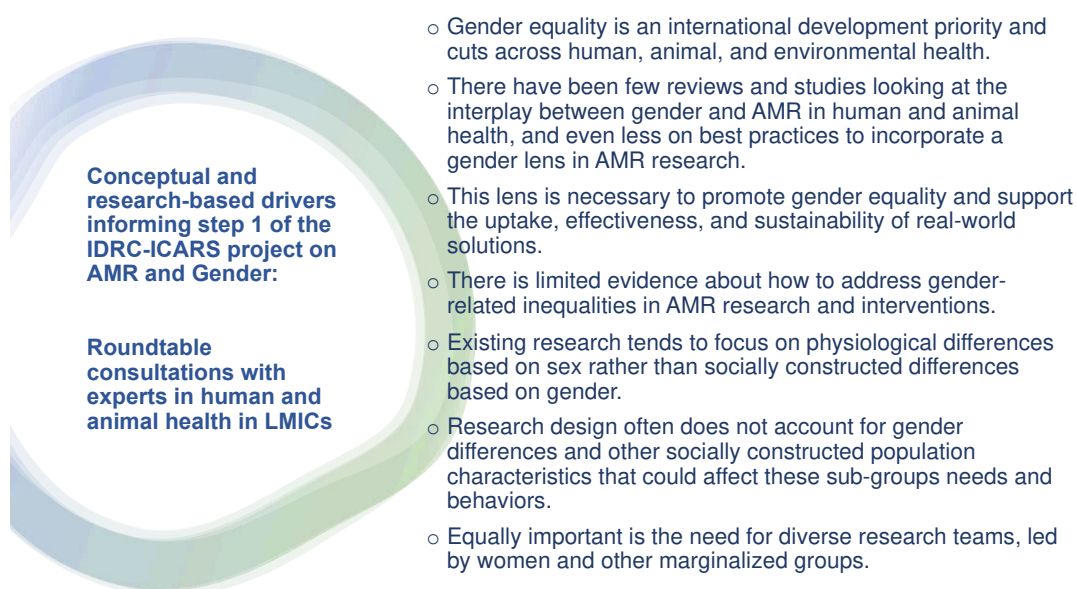 Conceptual and
research-based drivers
informing step 1 of the
IDRC-ICARS project on
AMR and Gender:
Roundtable
consultations with
experts in human and
animal health in LMICs
○ Gender equality is an international development priority and
cuts across human, animal, and environmental health.
○ There have been few reviews and studies looking at the
interplay between gender and AMR in human and animal
health, and even less on best practices to incorporate a
gender lens in AMR research.
○ This lens is necessary to promote gender equality and support
the uptake, effectiveness, and sustainability of real-world
solutions.
○ There is limited evidence about how to address gender-
related inequalities in AMR research and interventions.
○ Existing research tends to focus on physiological differences
based on sex rather than socially constructed differences
based on gender.
○ Research design often does not account for gender
differences and other socially constructed population
characteristics that could affect these sub-groups needs and
behaviors.
○ Equally important is the need for diverse research teams, led
by women and other marginalized groups.